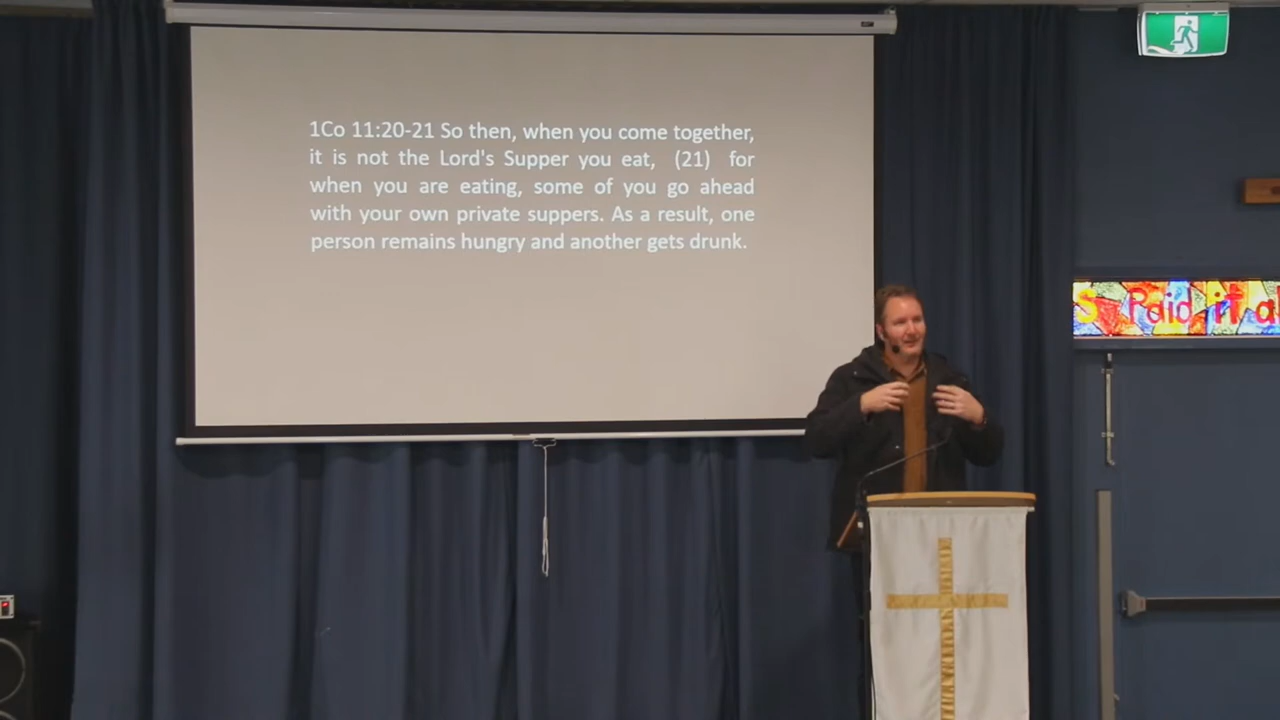 1Co 11:20-21 So then, when you come together,
it is not the Lord's Supper you eat, (21) for
when you are eating, some of you go ahead
with your own private suppers. As a result, one
person remains hungry and another gets drunk.
S Paid it a